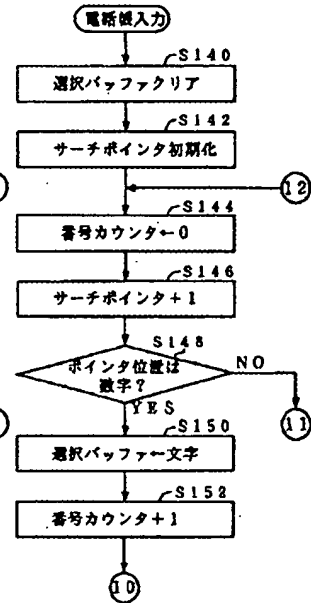 電話帳入力
S140
選択バッファクリア
S142
サーチポインタ初期化
12
S144
番号カウンタ←0
S146
サーチポインタ+1
S148
ポインタ位置は
数字?
NO
YES
11
S150
選択バッファ←文字
S152
番号カウンタ+1
10